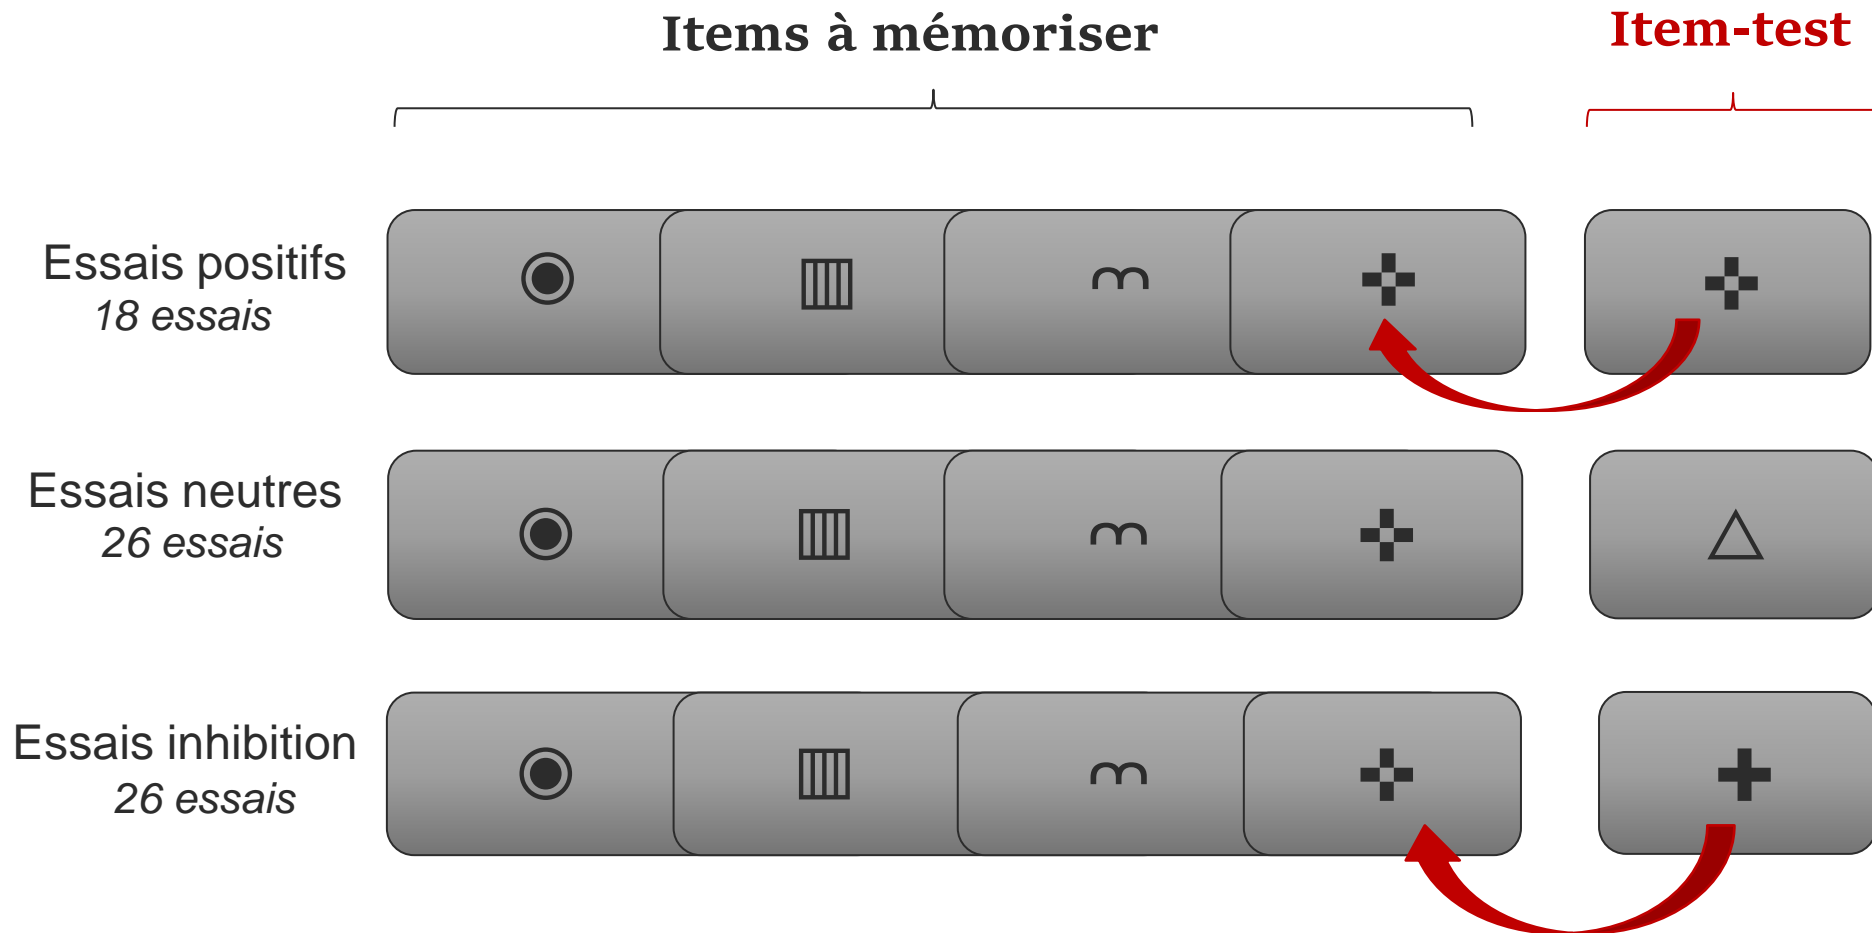 Items à mémoriser
Item-test
Essais positifs
18 essais
Essais neutres
26 essais
Essais inhibition
26 essais